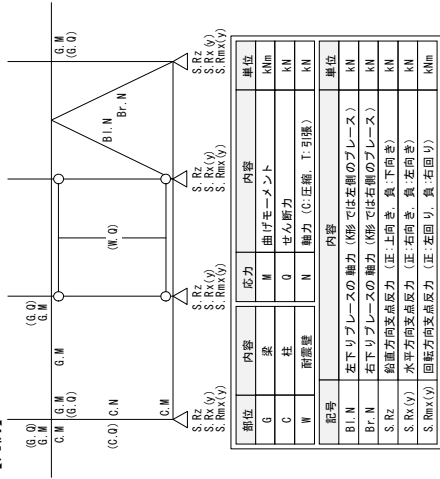 (G.Q)
G.M
(G.Q)
G.M
C.M
G.M
(G.Q)
G.M
G.M
(G.Q)
(C.Q)
C.N
(W.Q)
Bl.N
Br.N
C.M
S.Rz
S.Rx(y)
S.Rmx(y)
S.Rz
S.Rx(y)
S.Rmx(y)
S.Rz
S.Rx(y)
S.Rmx(y)
S.Rz
S.Rx(y)
S.Rmx(y)
部位 内容 応力 内容 単位
G 梁 M 曲げモーメント kNm
C 柱 Q せん断力 kN
W 耐震壁 N 軸力 (C:圧縮, T:引張) kN
記号 内容 単位
Bl.N 左下りブレースの軸力 (K形では左側のブレース) kN
Br.N 右下りブレースの軸力 (K形では右側のブレース) kN
S.Rz 鉛直方向支点反力 (正:上向き, 負:下向き) kN
S.Rx(y) 水平方向支点反力 (正:右向き, 負:左向き) kN
S.Rmx(y) 回転方向支点反力 (正:左回り, 負:右回り) kNm